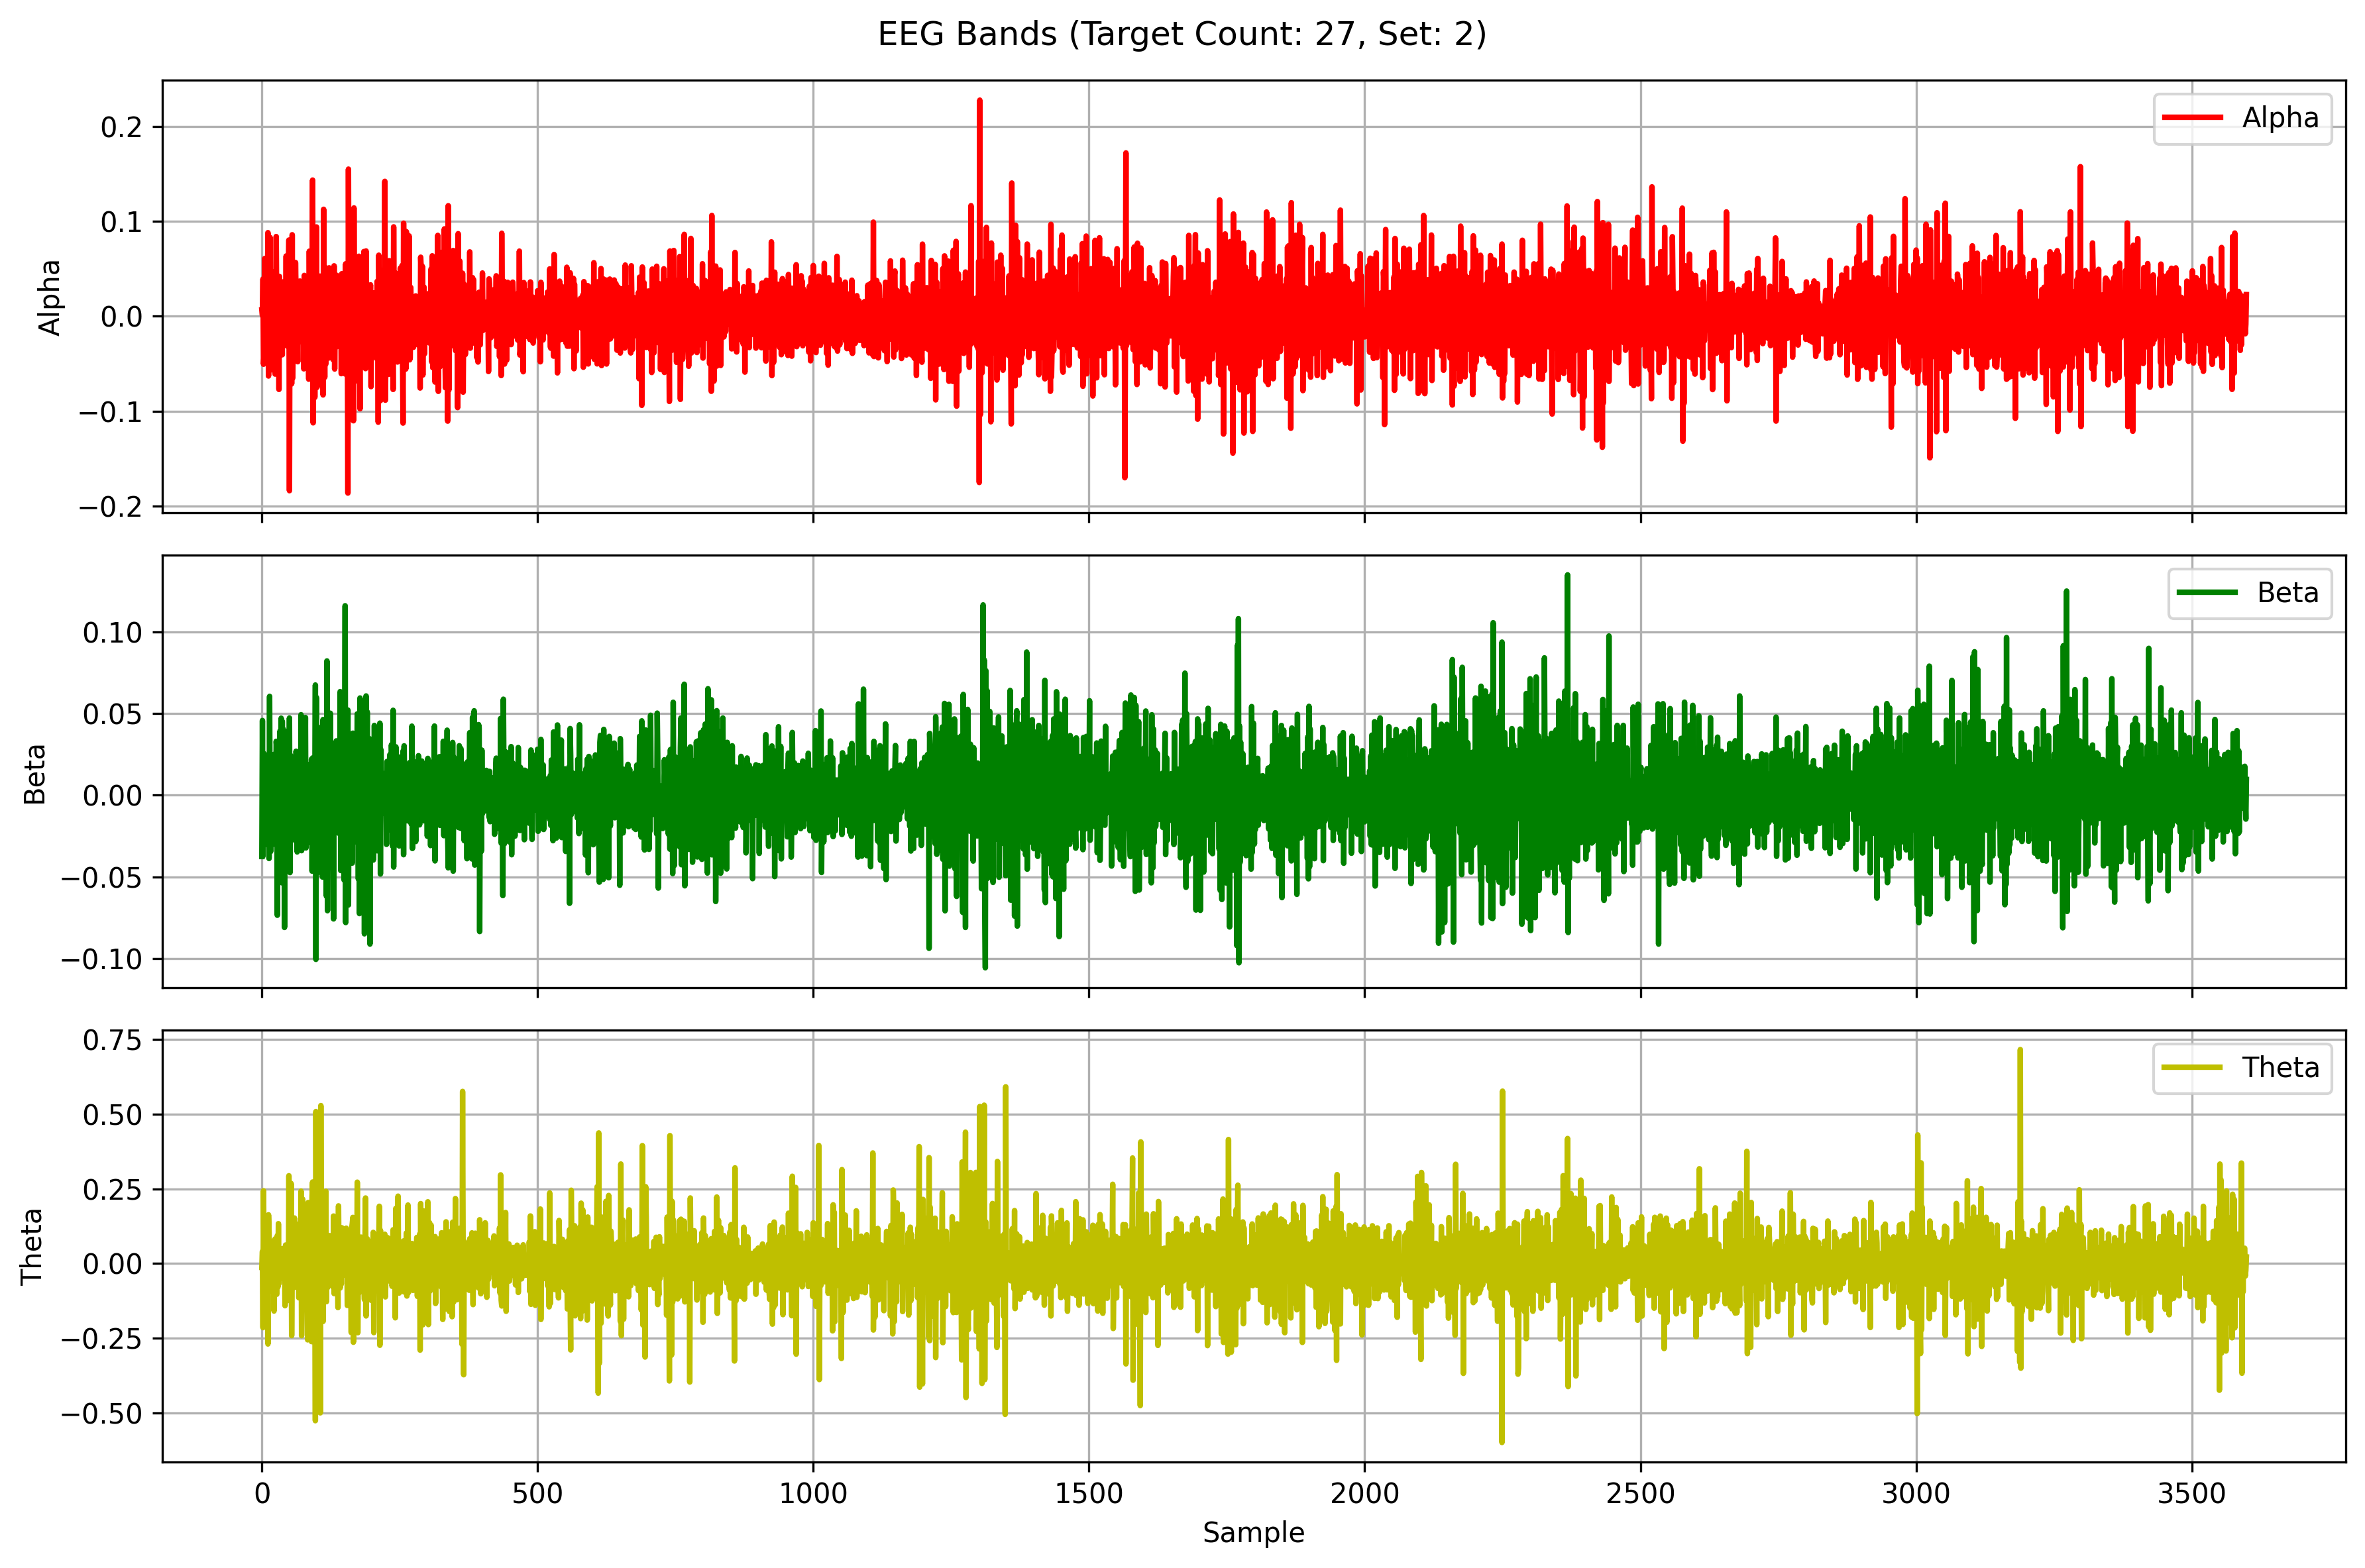 EEG Bands (Target Count: 27, Set: 2)
Alpha
0.2
0.1
0.0
−0.1
−0.2
Alpha
Beta
0.10
0.05
0.00
−0.05
−0.10
Beta
Theta
0.75
0.50
0.25
0.00
−0.25
−0.50
Theta
0 500 1000 1500 2000 2500 3000 3500
Sample